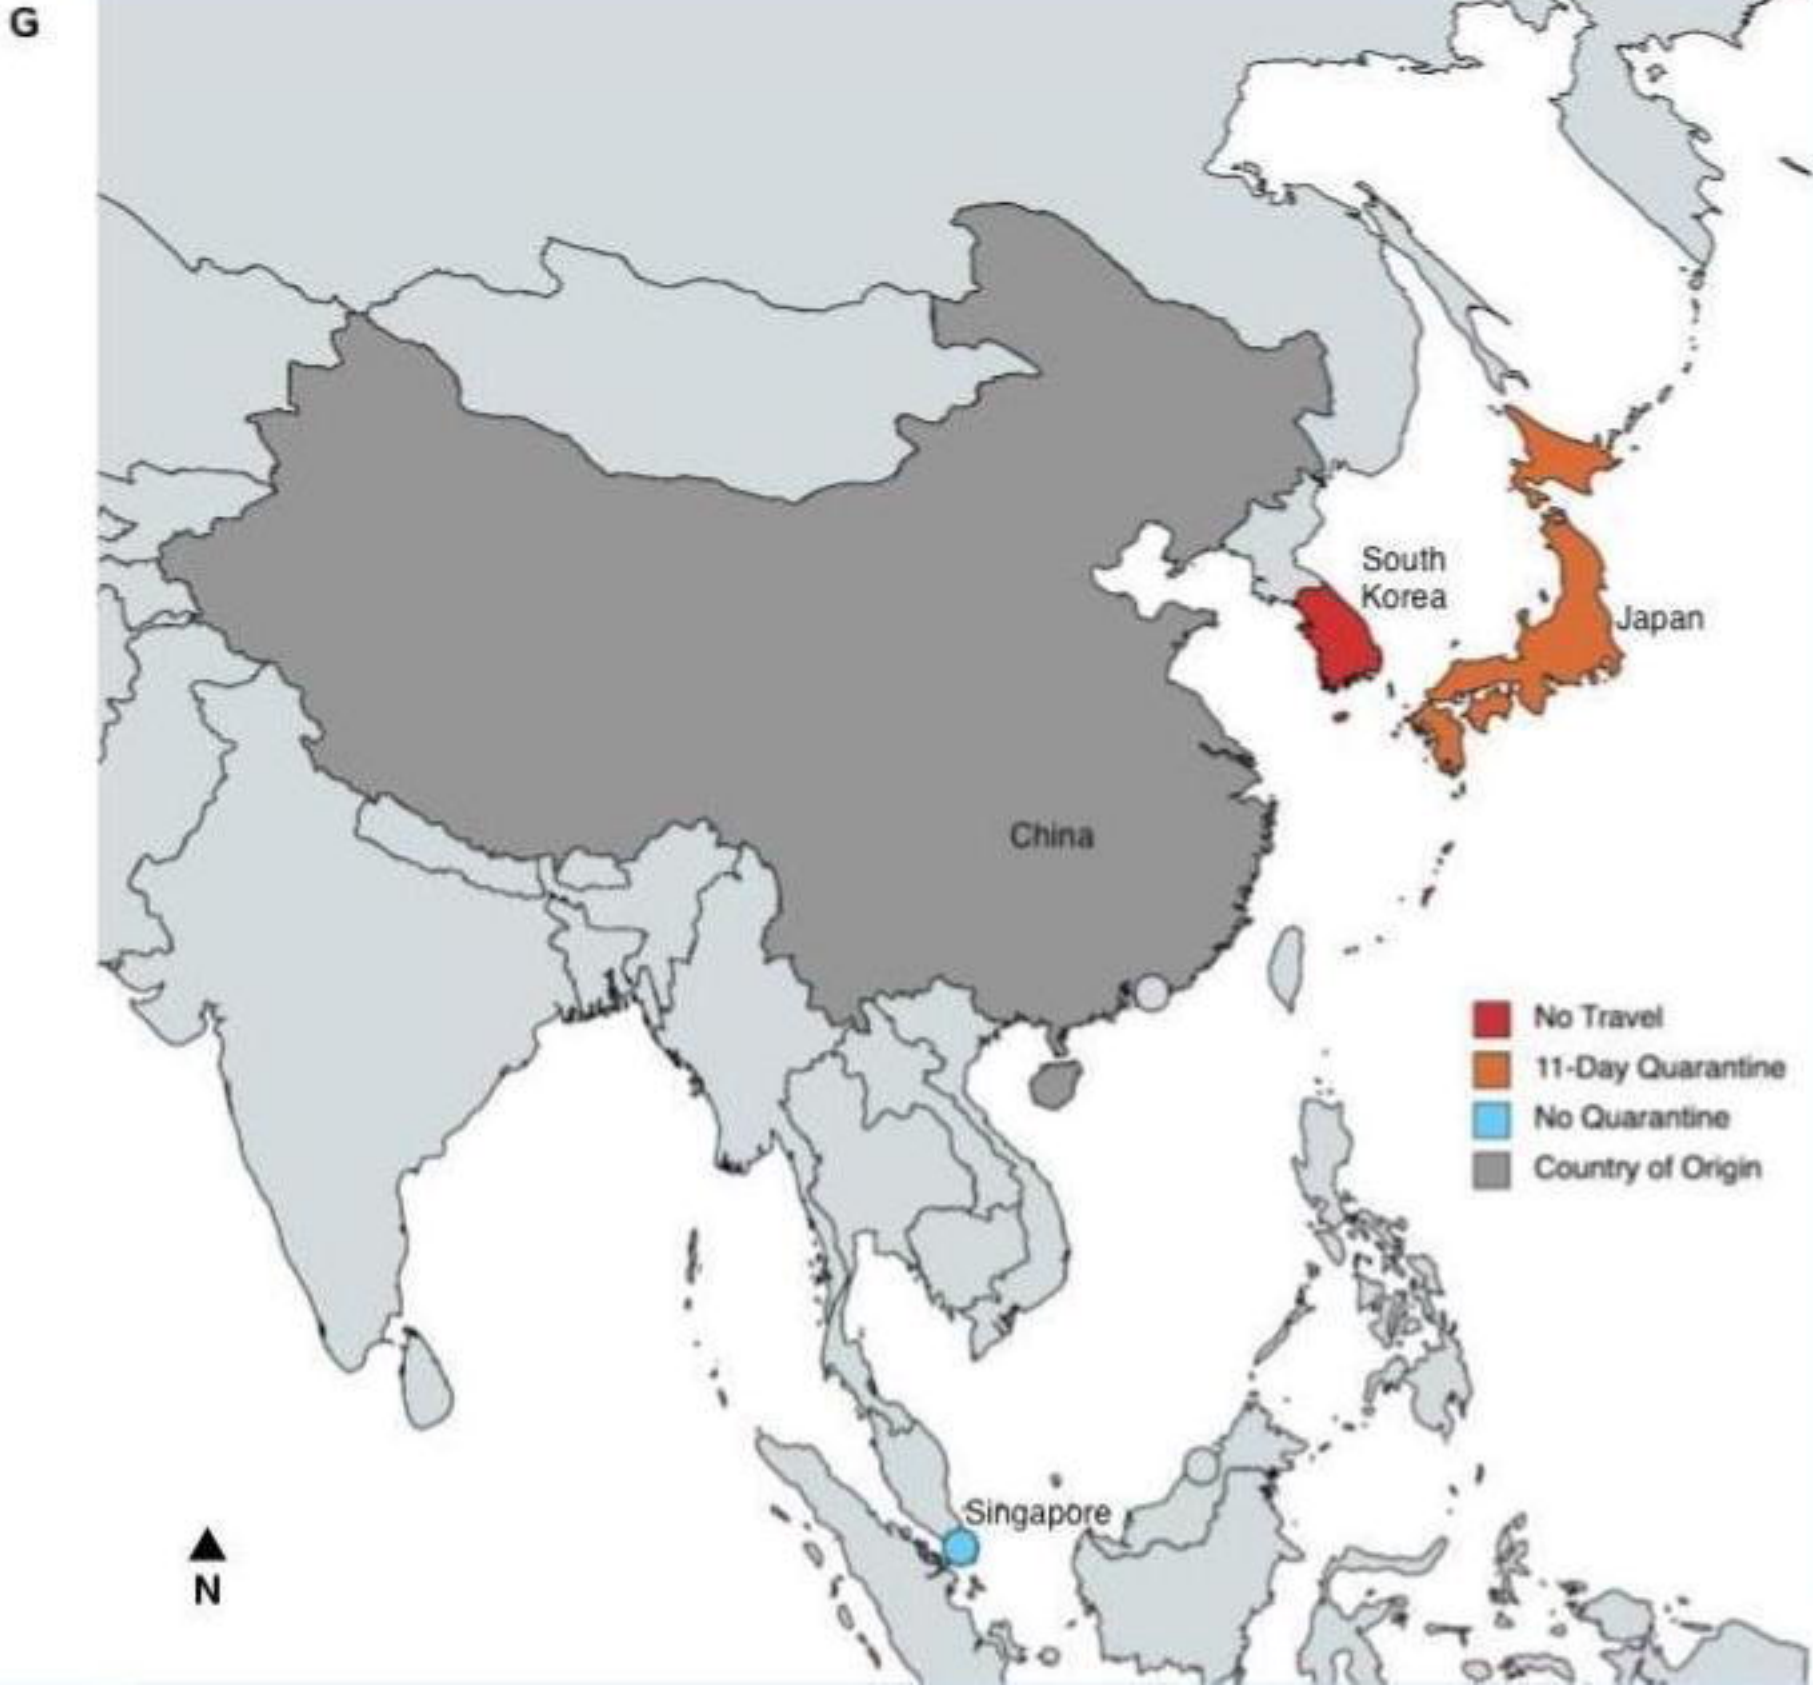 G
South
Korea
Japan
China
No Travel
11-Day Quarantine
No Quarantine
Country of Origin
Singapore
N